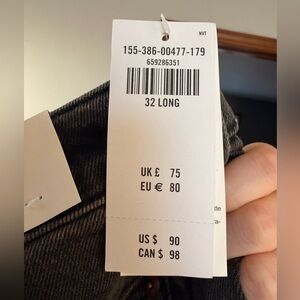 NVT
155-386-00477-179
659286351
32 LONG
UK £ 75
EU € 80
US $ 90
CAN $ 98